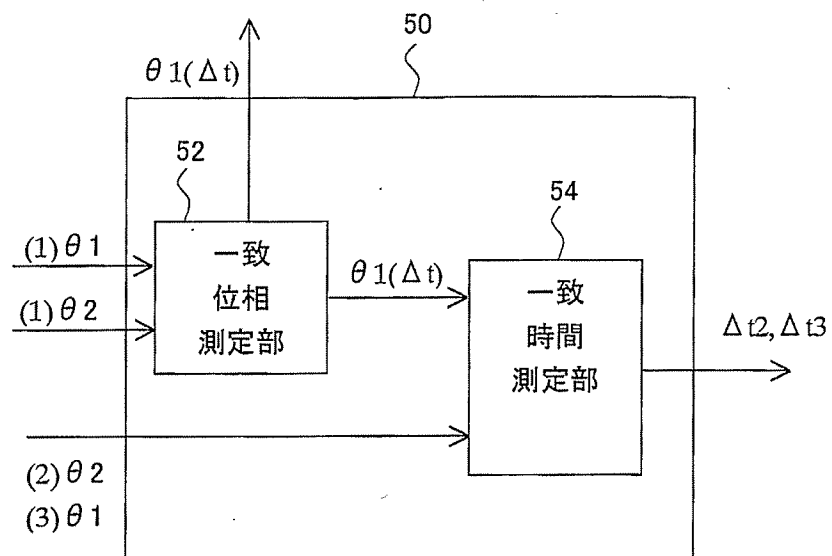 50
θ1(Δt)
52
54
(1)θ1
(1)θ2
一致
位相
測定部
θ1(Δt)
一致
時間
測定部
Δt2,Δt3
(2)θ2
(3)θ1